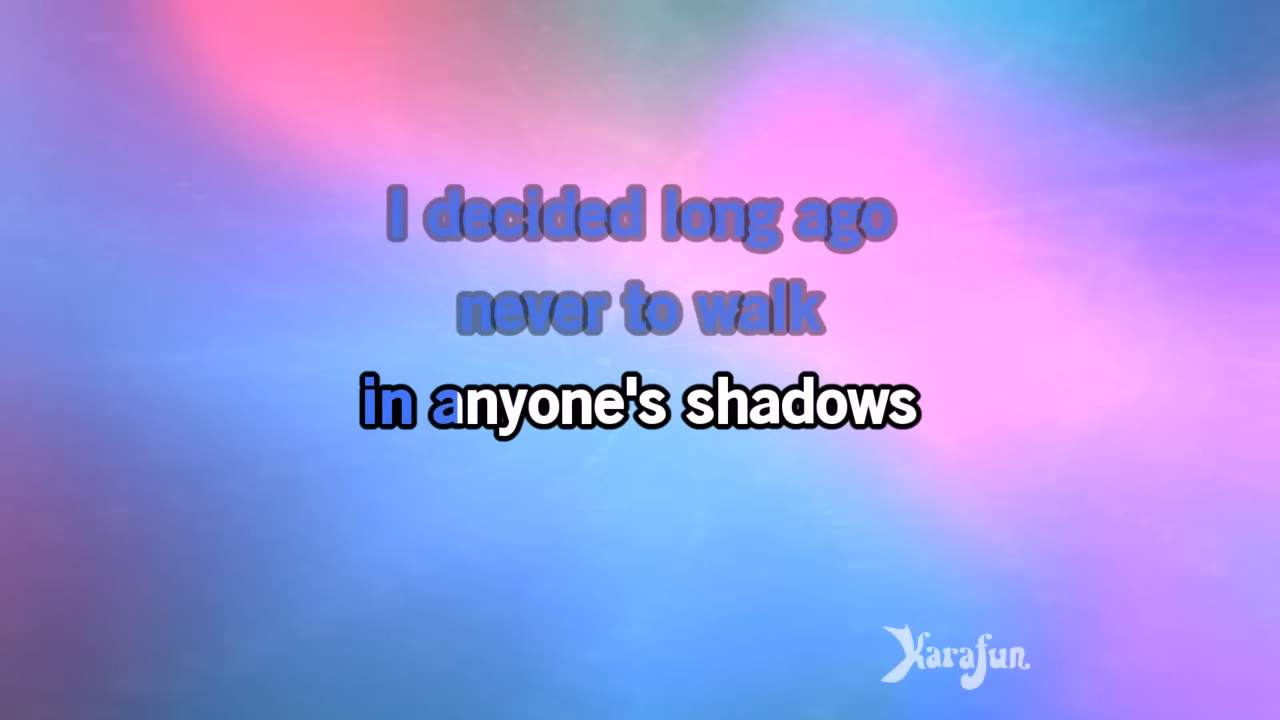 I decided long ago
never to walk
in anyone's shadows
Karafun